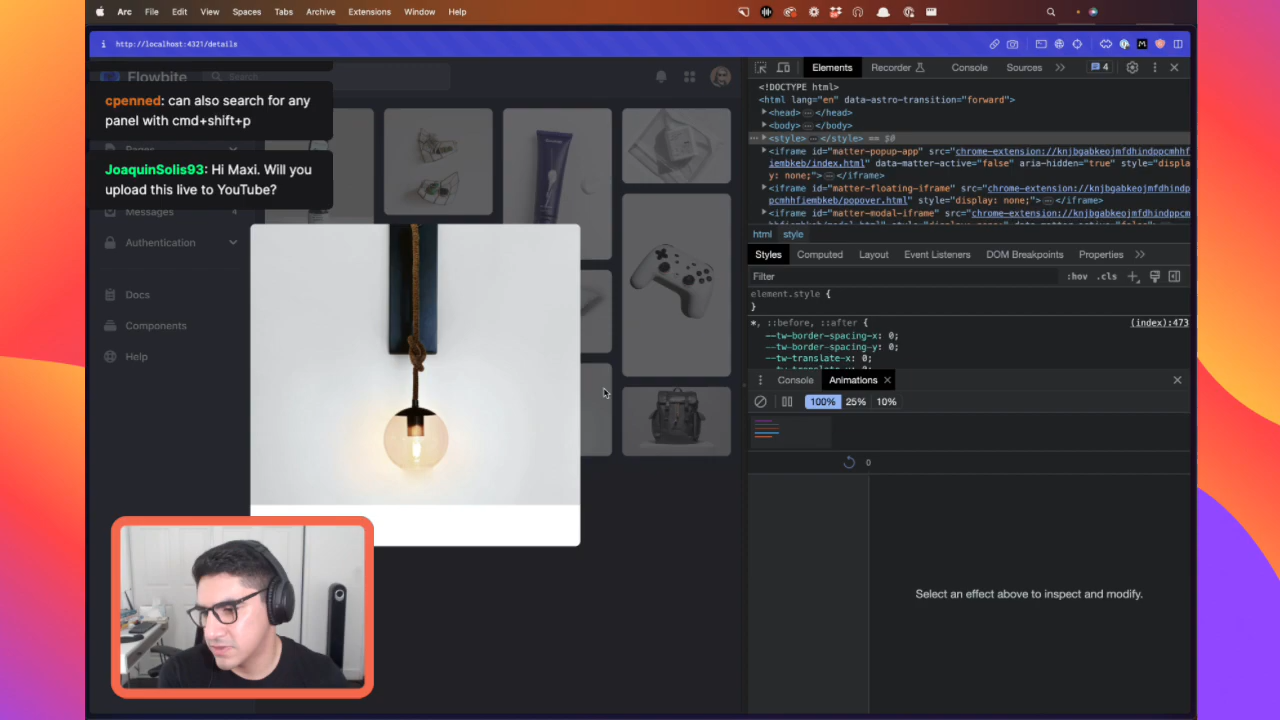 Arc File Edit View Spaces Tabs Archive Extensions Window Help
http://localhost:4321/details
Flowbite
Search
cpenned: can also search for any
panel with cmd+shift+p
Pages
JoaquinSolis93: Hi Maxi. Will you
upload this live to YouTube?
Messages 4
Authentication
Docs
Components
Help
Elements Recorder Console Sources 4
<!DOCTYPE html>
<html lang="en" data-astro-transition="forward">
<head> </head>
<body> </body>
<style> </style> == $0
<iframe id="matter-popup-app" src="chrome-extension://knjbgabkeojmfdhindppcmhhf
iembkeb/index.html" data-matter-active="false" aria-hidden="true" style="displa
y: none;"> </iframe>
<iframe id="matter-floating-iframe" src="chrome-extension://knjbgabkeojmfdhindp
pcmhhfiembkeb/popover.html" style="display: none;"> </iframe>
<iframe id="matter-modal-iframe" src="chrome-extension://knjbgabkeojmfdhindppcm
html style
Styles Computed Layout Event Listeners DOM Breakpoints Properties
Filter :hov .cls
element.style {
}
*, ::before, ::after { (index):473
--tw-border-spacing-x: 0;
--tw-border-spacing-y: 0;
--tw-translate-x: 0;
Console Animations
100% 25% 10%
0
Select an effect above to inspect and modify.